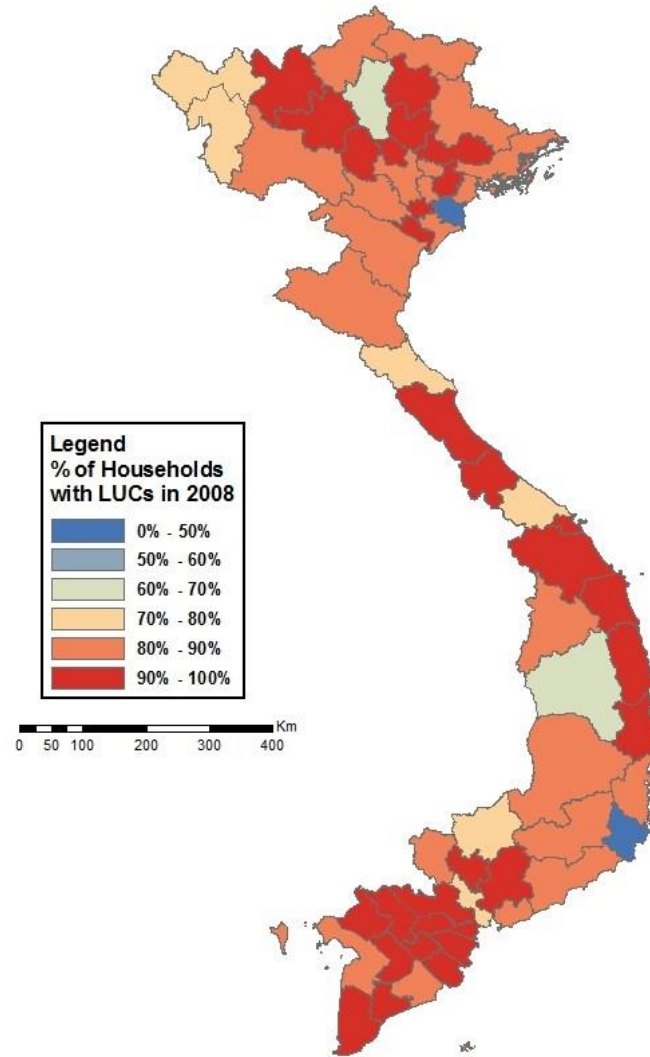 Legend
% of Households
with LUCs in 2008
0% - 50%
50% - 60%
60% - 70%
70% - 80%
80% - 90%
90% - 100%
Km
0 50 100 200 300 400